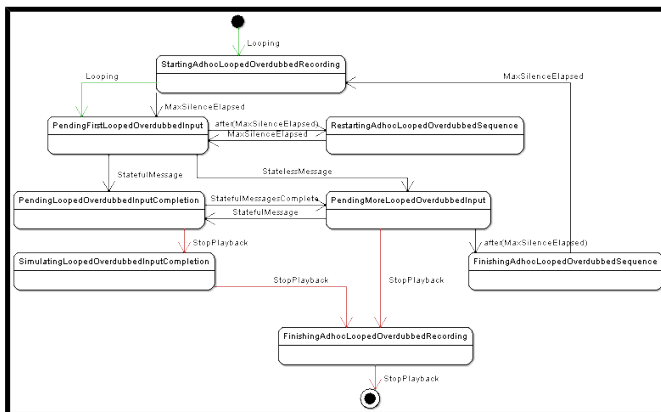 Looping
StartingAdhocLoopedOverdubbedRecording
Looping
MaxSilenceElapsed
MaxSilenceElapsed
PendingFirstLoopedOverdubbedInput
after(MaxSilenceElapsed)
MaxSilenceElapsed
RestartingAdhocLoopedOverdubbedSequence
StatefulMessage
StatelessMessage
PendingLoopedOverdubbedInputCompletion
StatefulMessagesComplete
StatefulMessage
PendingMoreLoopedOverdubbedInput
StopPlayback
after(MaxSilenceElapsed)
SimulatingLoopedOverdubbedInputCompletion
FinishingAdhocLoopedOverdubbedSequence
StopPlayback
StopPlayback
FinishingAdhocLoopedOverdubbedRecording
StopPlayback